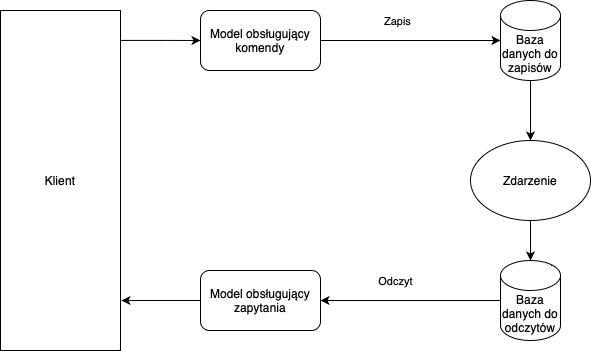 Model obsługujący
komendy
Zapis
Baza
danych do
zapisów
Klient
Zdarzenie
Model obsługujący
zapytania
Odczyt
Baza
danych do
odczytów